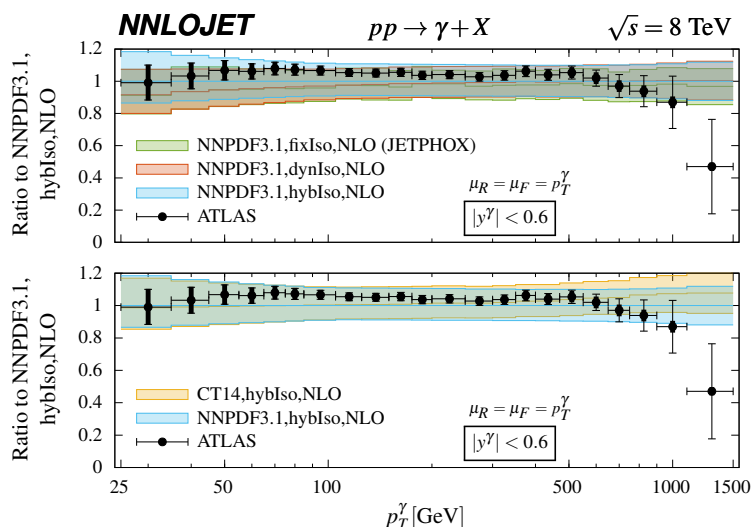 NNLOJET pp → γ + X √s = 8 TeV
Ratio to NNPDF3.1,
hybIso,NLO
1.2
1
0.8
0.6
0.4
0.2
0
NNPDF3.1,fixIso,NLO (JETPHOX)
NNPDF3.1,dynIso,NLO
NNPDF3.1,hybIso,NLO
ATLAS
μ_R = μ_F = p_T^γ
|y^γ| < 0.6
Ratio to NNPDF3.1,
hybIso,NLO
1.2
1
0.8
0.6
0.4
0.2
0
CT14,hybIso,NLO
NNPDF3.1,hybIso,NLO
ATLAS
μ_R = μ_F = p_T^γ
|y^γ| < 0.6
25 50 100 500 1000 1500
p_T^γ [GeV]